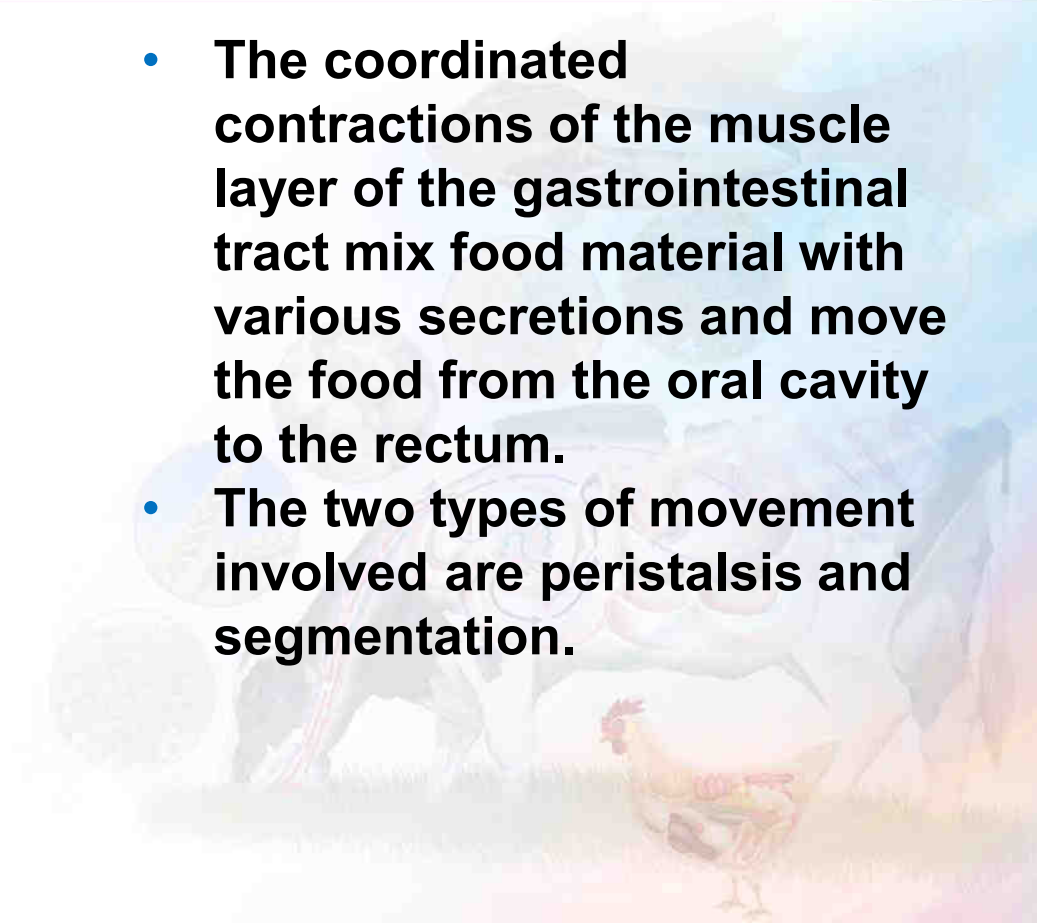 • The coordinated
contractions of the muscle
layer of the gastrointestinal
tract mix food material with
various secretions and move
the food from the oral cavity
to the rectum.
• The two types of movement
involved are peristalsis and
segmentation.